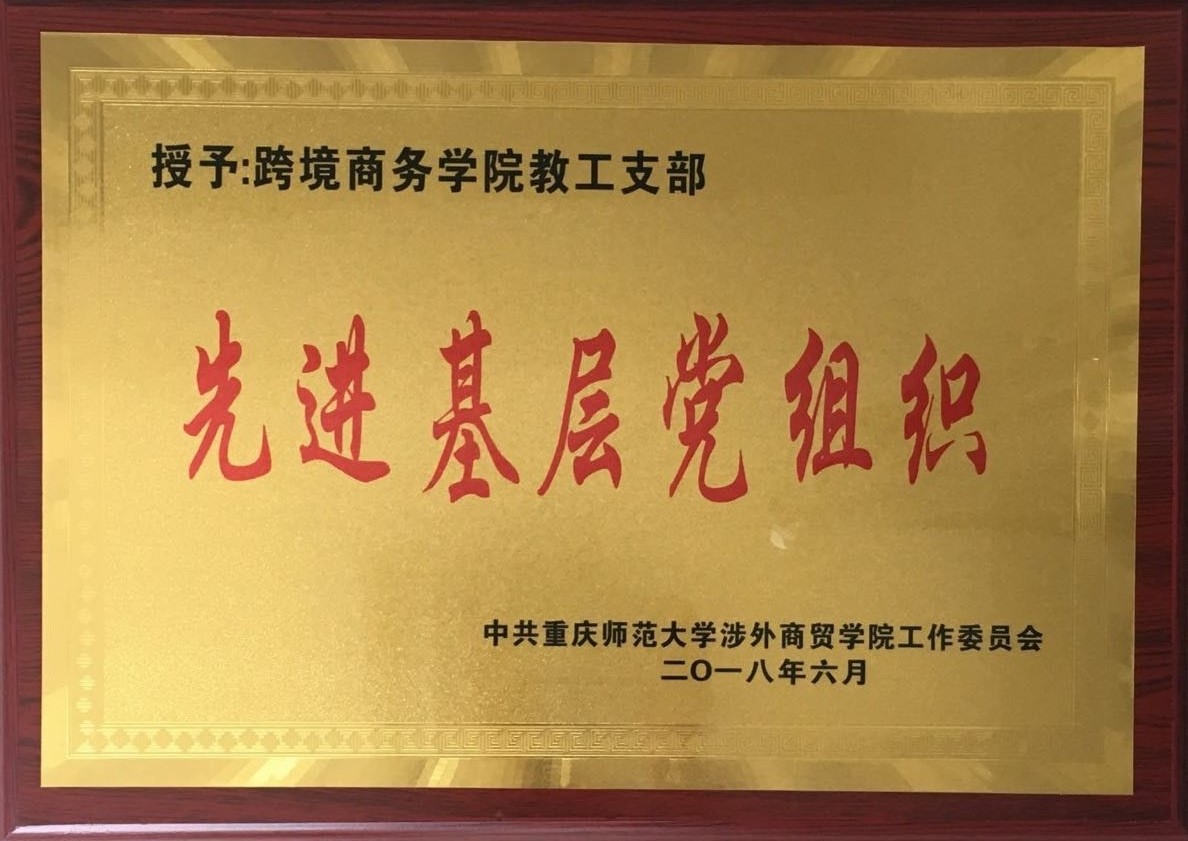 授予:跨境商务学院教工支部
先进基层党组织
中共重庆师范大学涉外商贸学院工作委员会
二〇一八年六月